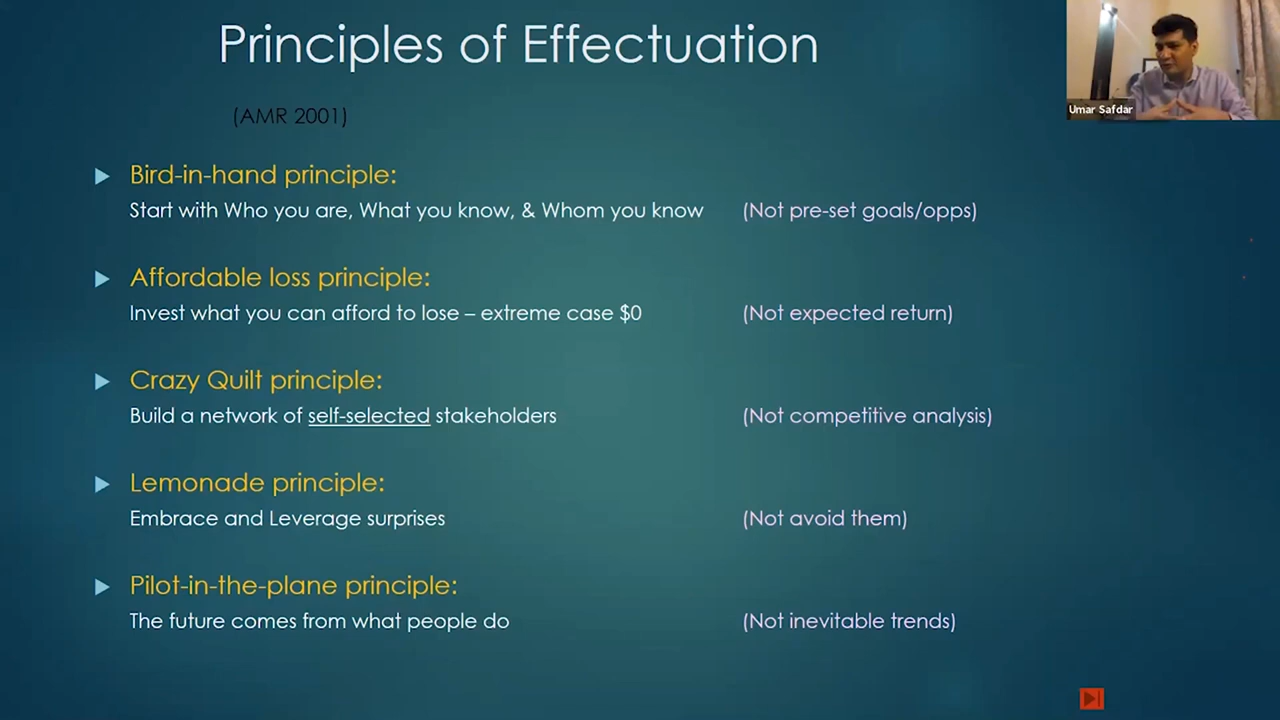 Principles of Effectuation
Umar Safdar
(AMR 2001)
Bird-in-hand principle:
Start with Who you are, What you know, & Whom you know (Not pre-set goals/opps)
Affordable loss principle:
Invest what you can afford to lose – extreme case $0 (Not expected return)
Crazy Quilt principle:
Build a network of self-selected stakeholders (Not competitive analysis)
Lemonade principle:
Embrace and Leverage surprises (Not avoid them)
Pilot-in-the-plane principle:
The future comes from what people do (Not inevitable trends)